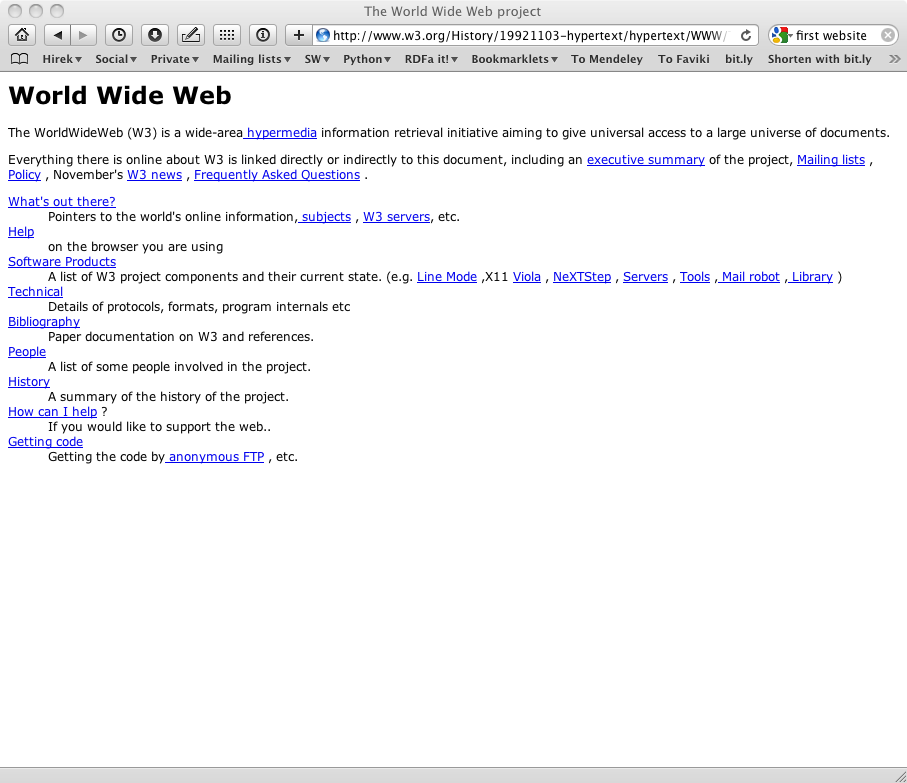 The World Wide Web project
http://www.w3.org/History/19921103-hypertext/hypertext/WWW/ first website
Hirek Social Private Mailing lists SW Python RDFa it! Bookmarklets To Mendeley To Faviki bit.ly Shorten with bit.ly
World Wide Web
The WorldWideWeb (W3) is a wide-area hypermedia information retrieval initiative aiming to give universal access to a large universe of documents.
Everything there is online about W3 is linked directly or indirectly to this document, including an executive summary of the project, Mailing lists ,
Policy , November's W3 news , Frequently Asked Questions .
What's out there?
Pointers to the world's online information, subjects , W3 servers, etc.
Help
on the browser you are using
Software Products
A list of W3 project components and their current state. (e.g. Line Mode ,X11 Viola , NeXTStep , Servers , Tools , Mail robot , Library )
Technical
Details of protocols, formats, program internals etc
Bibliography
Paper documentation on W3 and references.
People
A list of some people involved in the project.
History
A summary of the history of the project.
How can I help ?
If you would like to support the web..
Getting code
Getting the code by anonymous FTP , etc.